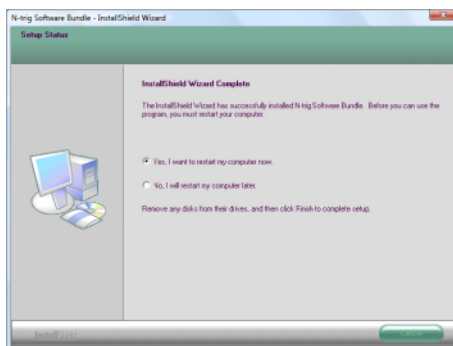 N-trig Software Bundle - InstallShield Wizard
Setup Status
InstallShield Wizard Complete
The InstallShield Wizard has successfully installed N-trig Software Bundle. Before you can use the
program, you must restart your computer.
Yes, I want to restart my computer now.
No, I will restart my computer later.
Remove any disks from their drives, and then click Finish to complete setup.
InstallShield